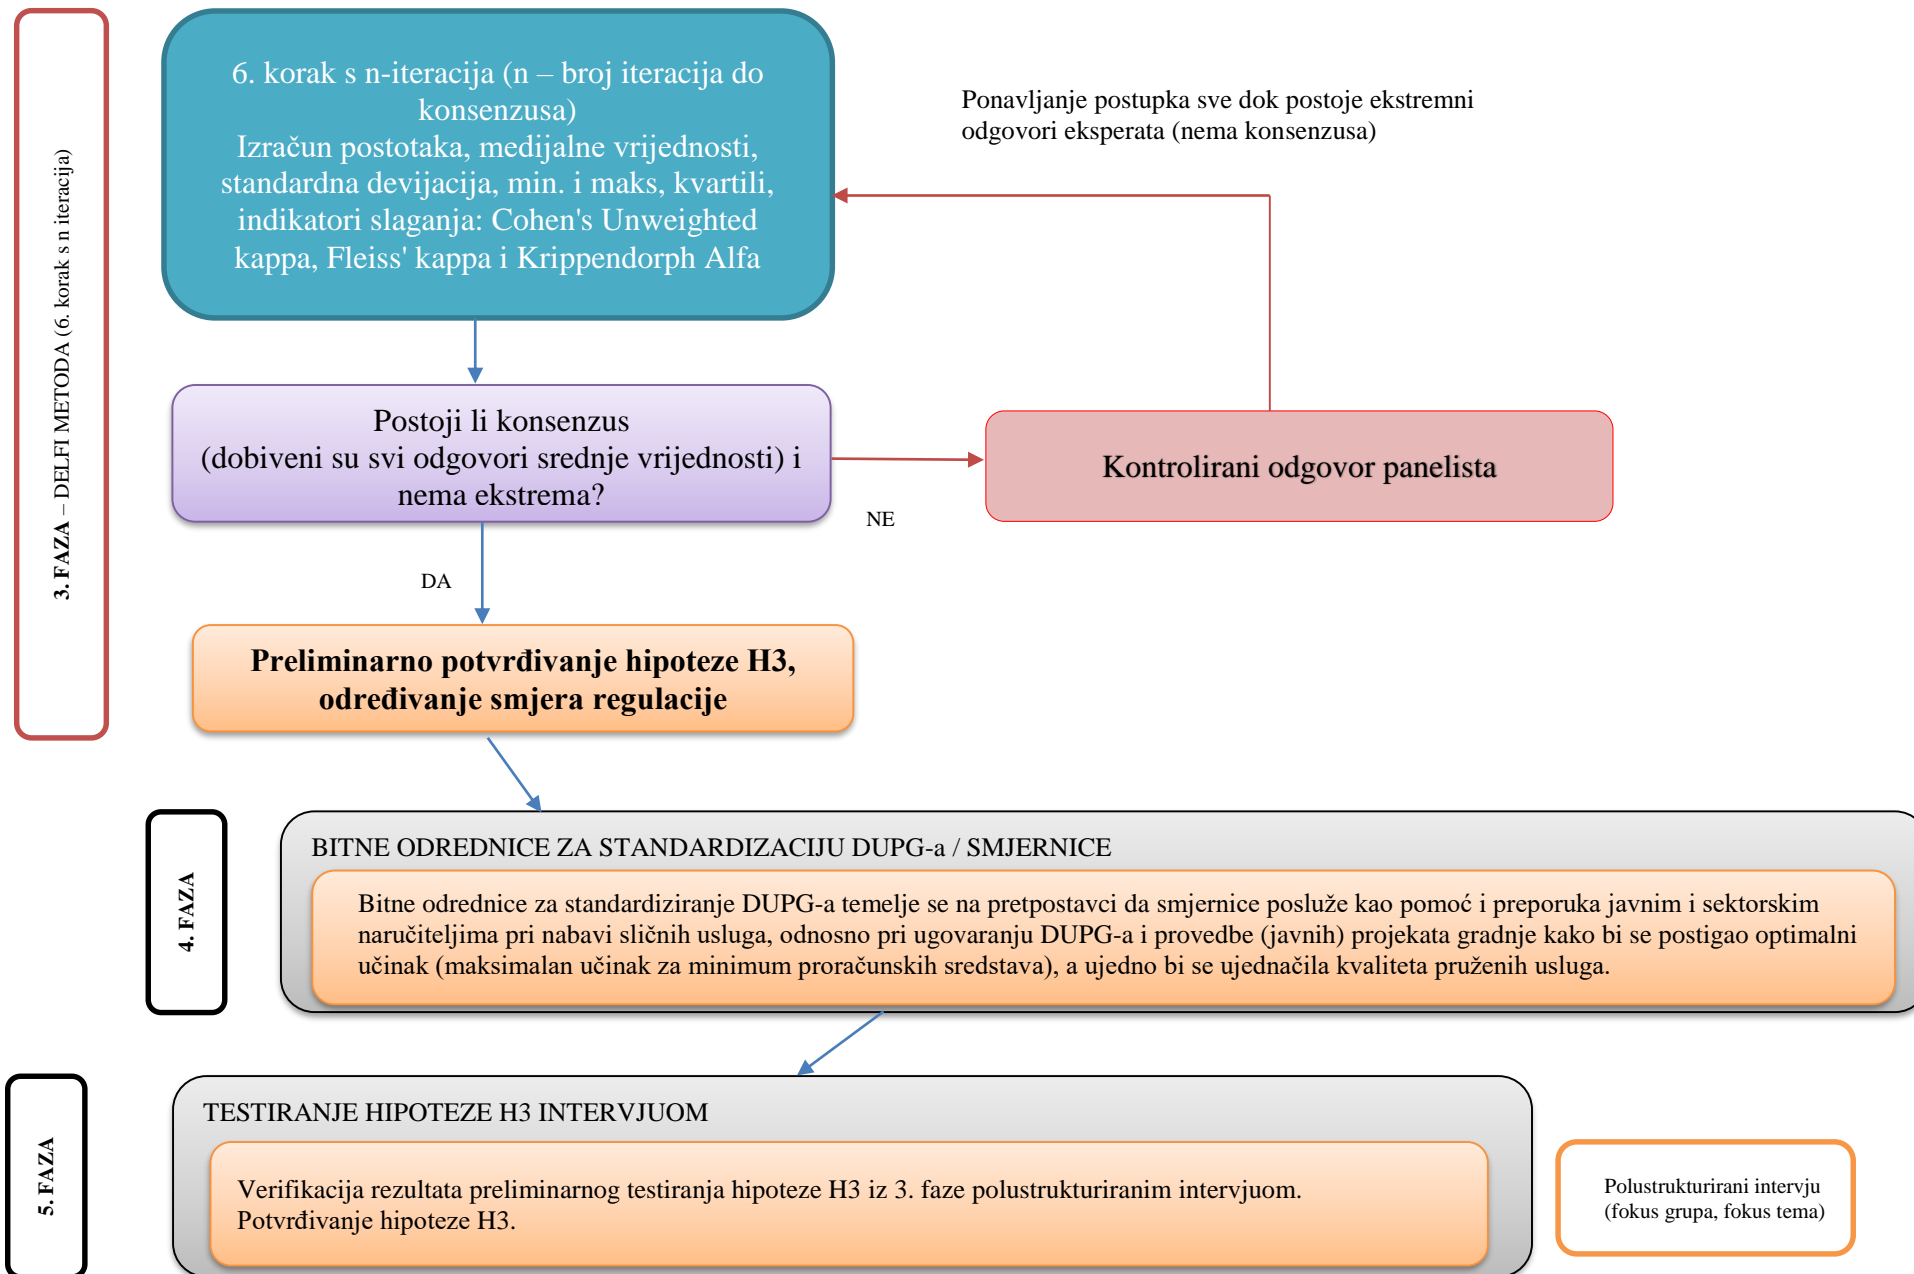 3. FAZA – DELFI METODA (6. korak s n iteracija)
6. korak s n-iteracija (n – broj iteracija do
konsenzusa)
Izračun postotaka, medijalne vrijednosti,
standardna devijacija, min. i maks, kvartili,
indikatori slaganja: Cohen's Unweighted
kappa, Fleiss' kappa i Krippendorph Alfa
Ponavljanje postupka sve dok postoje ekstremni
odgovori eksperata (nema konsenzusa)
Postoji li konsenzus
(dobiveni su svi odgovori srednje vrijednosti) i
nema ekstrema?
Kontrolirani odgovor panelista
NE
DA
Preliminarno potvrđivanje hipoteze H3,
određivanje smjera regulacije
4. FAZA
BITNE ODREDNICE ZA STANDARDIZACIJU DUPG-a / SMJERNICE
Bitne odrednice za standardiziranje DUPG-a temelje se na pretpostavci da smjernice posluže kao pomoć i preporuka javnim i sektorskim
naručiteljima pri nabavi sličnih usluga, odnosno pri ugovaranju DUPG-a i provedbe (javnih) projekata gradnje kako bi se postigao optimalni
učinak (maksimalan učinak za minimum proračunskih sredstava), a ujedno bi se ujednačila kvaliteta pruženih usluga.
5. FAZA
TESTIRANJE HIPOTEZE H3 INTERVJUOM
Verifikacija rezultata preliminarnog testiranja hipoteze H3 iz 3. faze polustrukturiranim intervjuom.
Potvrđivanje hipoteze H3.
Polustrukturirani intervju
(fokus grupa, fokus tema)